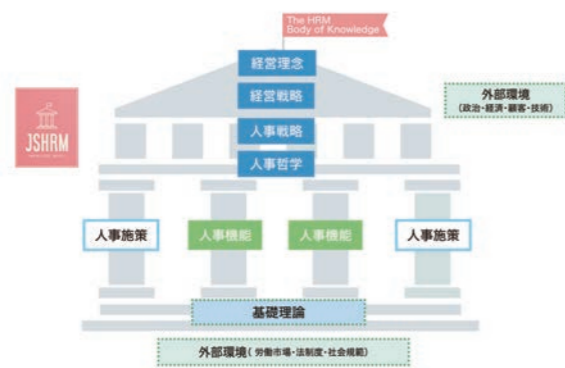 The HRM
Body of Knowledge
経営理念
経営戦略
外部環境
(政治・経済・顧客・技術)
JSHRM
人事戦略
人事哲学
人事施策
人事機能
人事機能
人事施策
基礎理論
外部環境(労働市場・法制度・社会規範)